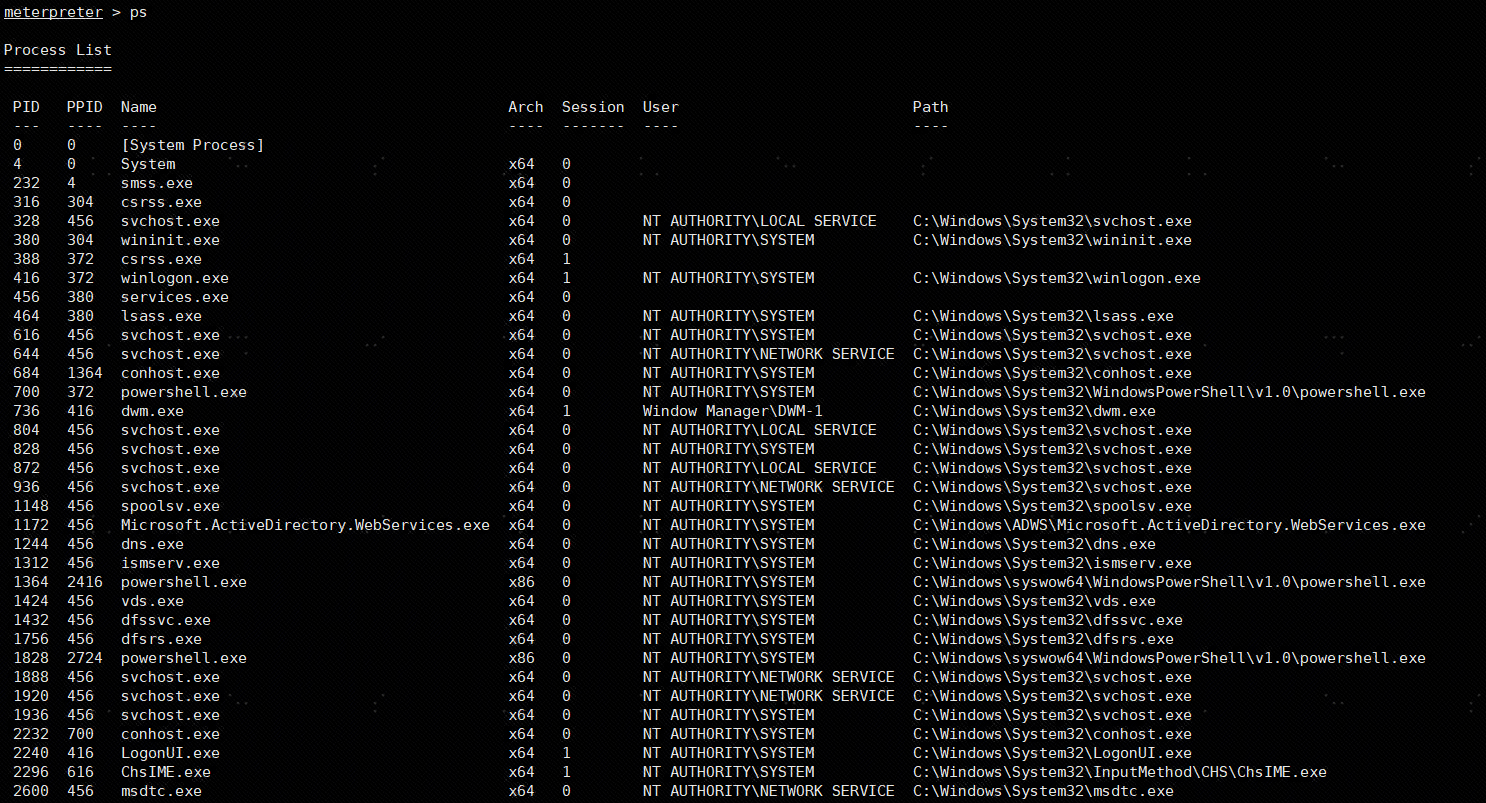 meterpreter > ps
Process List
============
PID PPID Name Arch Session User Path
--- ---- ---- ---- ------- ---- ----
0 0 [System Process]
4 0 System x64 0
232 4 smss.exe x64 0
316 304 csrss.exe x64 0
328 456 svchost.exe x64 0 NT AUTHORITY\LOCAL SERVICE C:\Windows\System32\svchost.exe
380 304 wininit.exe x64 0 NT AUTHORITY\SYSTEM C:\Windows\System32\wininit.exe
388 372 csrss.exe x64 1
416 372 winlogon.exe x64 1 NT AUTHORITY\SYSTEM C:\Windows\System32\winlogon.exe
456 380 services.exe x64 0
464 380 lsass.exe x64 0 NT AUTHORITY\SYSTEM C:\Windows\System32\lsass.exe
616 456 svchost.exe x64 0 NT AUTHORITY\SYSTEM C:\Windows\System32\svchost.exe
644 456 svchost.exe x64 0 NT AUTHORITY\NETWORK SERVICE C:\Windows\System32\svchost.exe
684 1364 conhost.exe x64 0 NT AUTHORITY\SYSTEM C:\Windows\System32\conhost.exe
700 372 powershell.exe x64 0 NT AUTHORITY\SYSTEM C:\Windows\System32\WindowsPowerShell\v1.0\powershell.exe
736 416 dwm.exe x64 1 Window Manager\DWM-1 C:\Windows\System32\dwm.exe
804 456 svchost.exe x64 0 NT AUTHORITY\LOCAL SERVICE C:\Windows\System32\svchost.exe
828 456 svchost.exe x64 0 NT AUTHORITY\SYSTEM C:\Windows\System32\svchost.exe
872 456 svchost.exe x64 0 NT AUTHORITY\LOCAL SERVICE C:\Windows\System32\svchost.exe
936 456 svchost.exe x64 0 NT AUTHORITY\NETWORK SERVICE C:\Windows\System32\svchost.exe
1148 456 spoolsv.exe x64 0 NT AUTHORITY\SYSTEM C:\Windows\System32\spoolsv.exe
1172 456 Microsoft.ActiveDirectory.WebServices.exe x64 0 NT AUTHORITY\SYSTEM C:\Windows\ADWS\Microsoft.ActiveDirectory.WebServices.exe
1244 456 dns.exe x64 0 NT AUTHORITY\SYSTEM C:\Windows\System32\dns.exe
1312 456 ismserv.exe x64 0 NT AUTHORITY\SYSTEM C:\Windows\System32\ismserv.exe
1364 2416 powershell.exe x86 0 NT AUTHORITY\SYSTEM C:\Windows\syswow64\WindowsPowerShell\v1.0\powershell.exe
1424 456 vds.exe x64 0 NT AUTHORITY\SYSTEM C:\Windows\System32\vds.exe
1432 456 dfssvc.exe x64 0 NT AUTHORITY\SYSTEM C:\Windows\System32\dfssvc.exe
1756 456 dfsrs.exe x64 0 NT AUTHORITY\SYSTEM C:\Windows\System32\dfsrs.exe
1828 2724 powershell.exe x86 0 NT AUTHORITY\SYSTEM C:\Windows\syswow64\WindowsPowerShell\v1.0\powershell.exe
1888 456 svchost.exe x64 0 NT AUTHORITY\NETWORK SERVICE C:\Windows\System32\svchost.exe
1920 456 svchost.exe x64 0 NT AUTHORITY\NETWORK SERVICE C:\Windows\System32\svchost.exe
1936 456 svchost.exe x64 0 NT AUTHORITY\SYSTEM C:\Windows\System32\svchost.exe
2232 700 conhost.exe x64 0 NT AUTHORITY\SYSTEM C:\Windows\System32\conhost.exe
2240 416 LogonUI.exe x64 1 NT AUTHORITY\SYSTEM C:\Windows\System32\LogonUI.exe
2296 616 ChsIME.exe x64 1 NT AUTHORITY\SYSTEM C:\Windows\System32\InputMethod\CHS\ChsIME.exe
2600 456 msdtc.exe x64 0 NT AUTHORITY\NETWORK SERVICE C:\Windows\System32\msdtc.exe